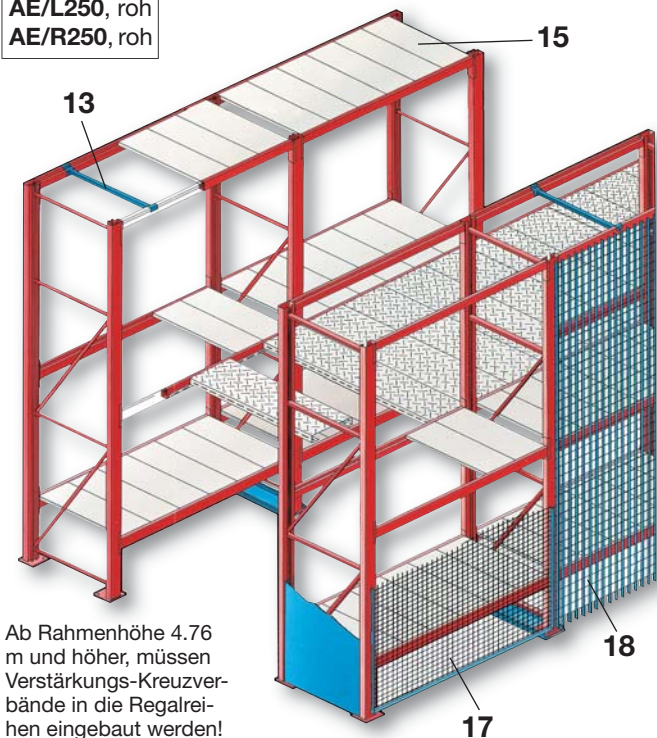 AE/L250, roh
AE/R250, roh
15
13
18
17
Ab Rahmenhöhe 4.76
m und höher, müssen
Verstärkungs-Kreuzver-
bände in die Regalrei-
hen eingebaut werden!